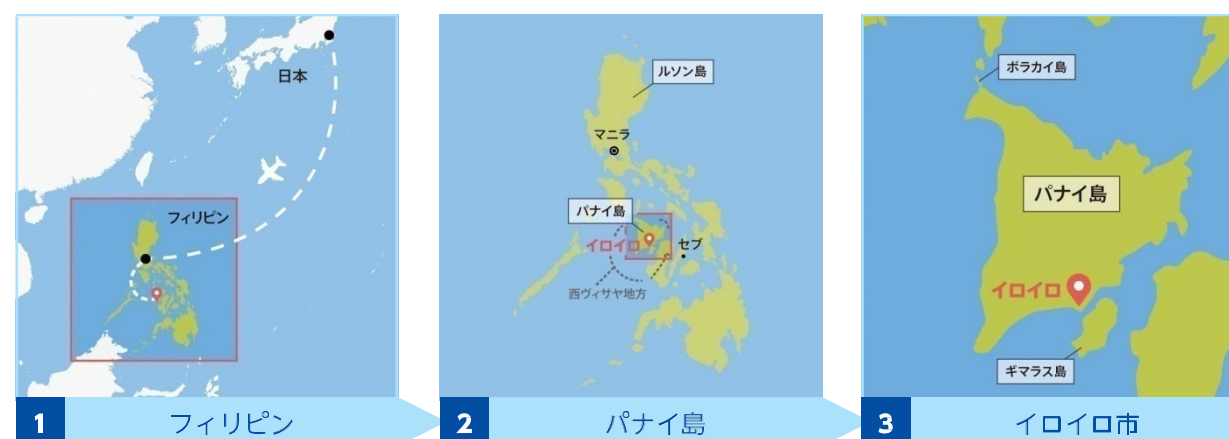 日本
フィリピン
1 フィリピン
ルソン島
マニラ
パナイ島
イロイロ
セブ
西ヴィサヤ地方
2 パナイ島
ボラカイ島
パナイ島
イロイロ
ギマラス島
3 イロイロ市